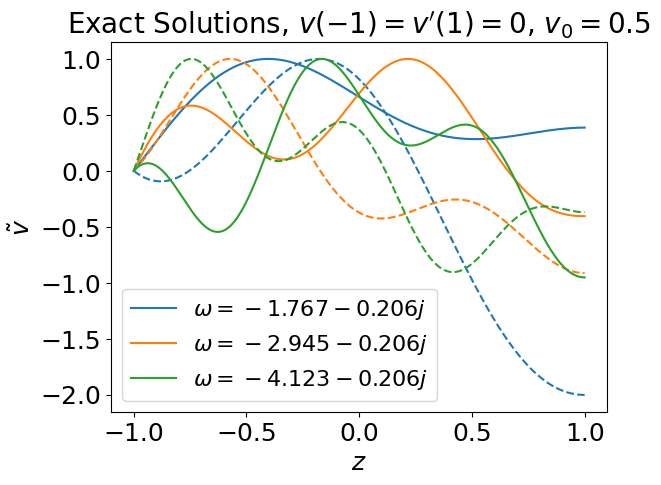 Exact Solutions, v(−1) = v′(1) = 0, v₀ = 0.5
1.0
0.5
0.0
−0.5
−1.0
−1.5
−2.0
ṽ
ω = −1.767−0.206j
ω = −2.945−0.206j
ω = −4.123−0.206j
−1.0 −0.5 0.0 0.5 1.0
z